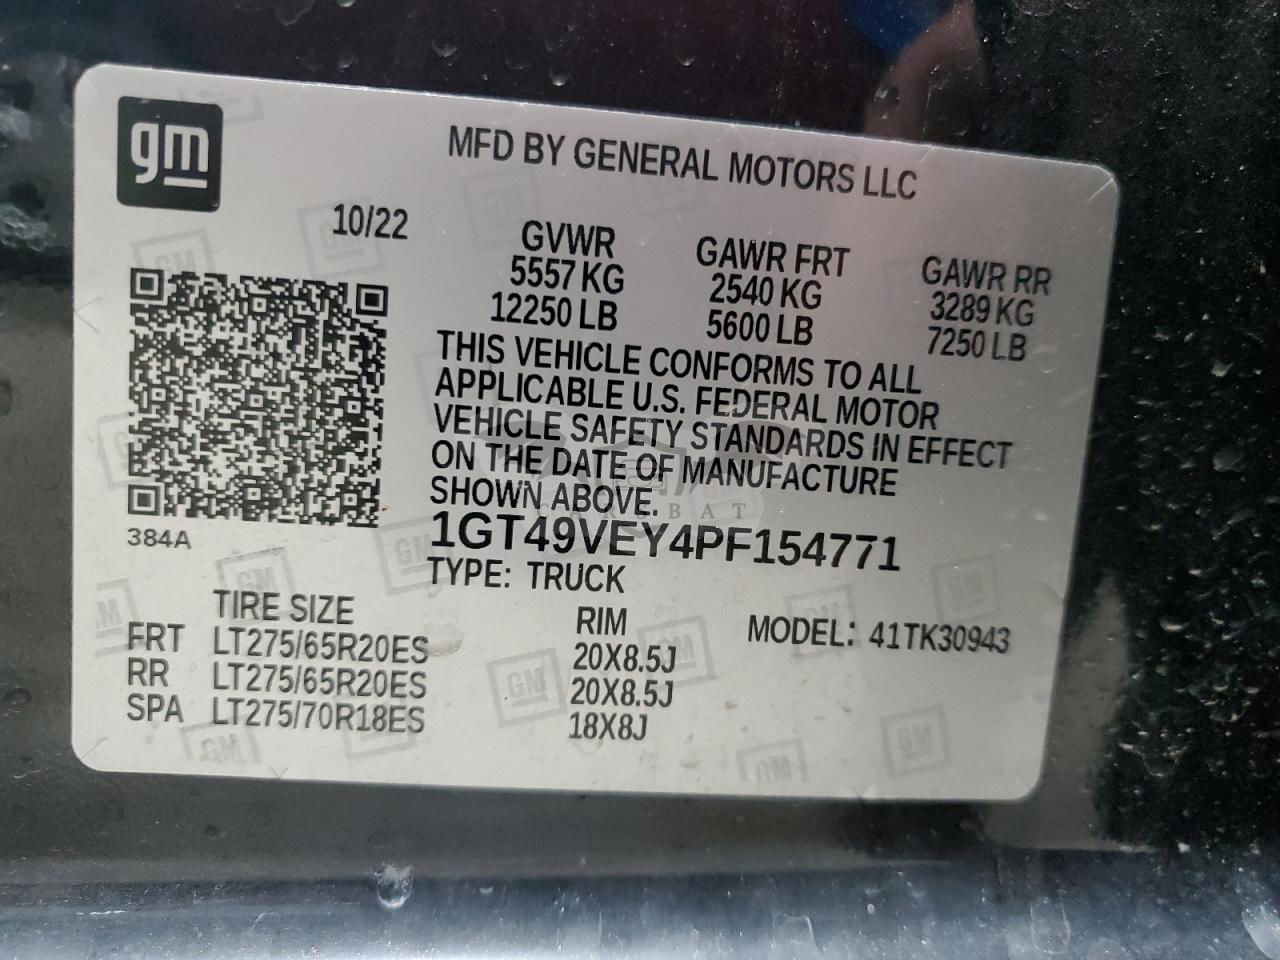 gm
MFD BY GENERAL MOTORS LLC
10/22
GVWR GAWR FRT GAWR RR
5557 KG 2540 KG 3289 KG
12250 LB 5600 LB 7250 LB
THIS VEHICLE CONFORMS TO ALL
APPLICABLE U.S. FEDERAL MOTOR
VEHICLE SAFETY STANDARDS IN EFFECT
ON THE DATE OF MANUFACTURE
SHOWN ABOVE.
1GT49VEY4PF154771
TYPE: TRUCK
384A
TIRE SIZE RIM MODEL: 41TK30943
FRT LT275/65R20ES 20X8.5J
RR LT275/65R20ES 20X8.5J
SPA LT275/70R18ES 18X8J